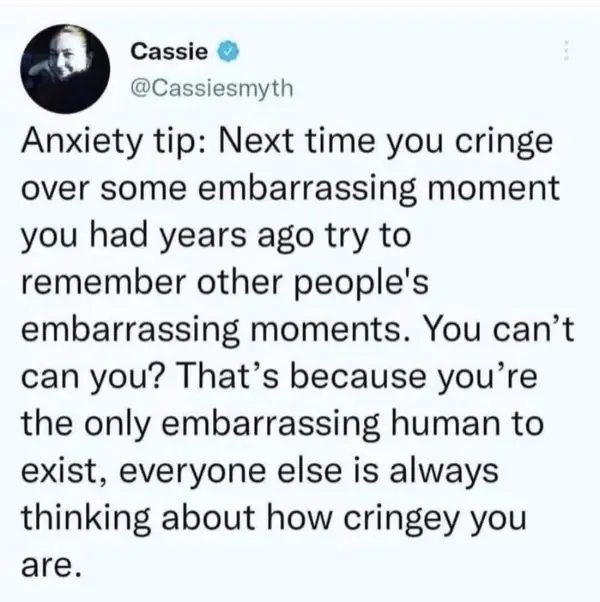 Cassie
@Cassiesmyth
Anxiety tip: Next time you cringe
over some embarrassing moment
you had years ago try to
remember other people's
embarrassing moments. You can’t
can you? That’s because you’re
the only embarrassing human to
exist, everyone else is always
thinking about how cringey you
are.